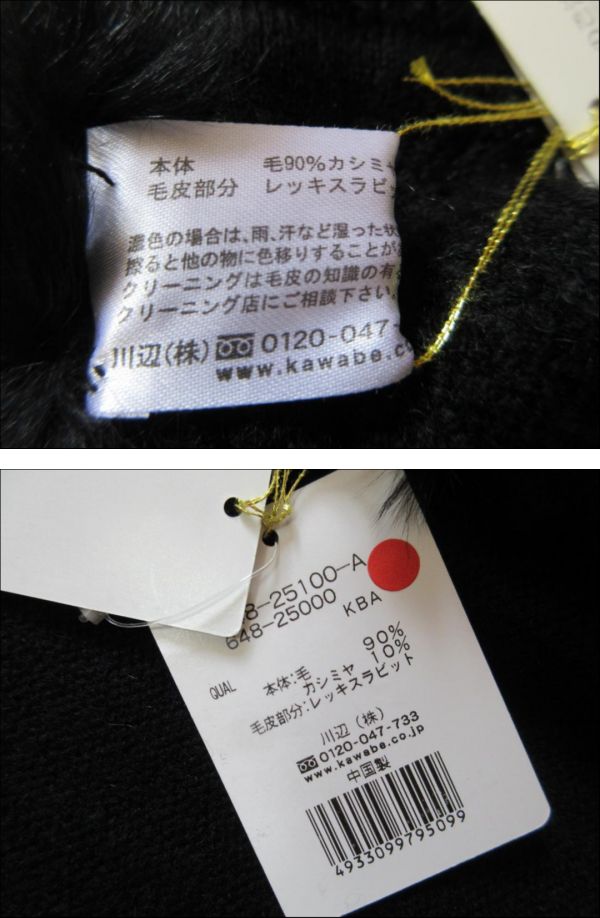 本体 毛90%カシミヤ
毛皮部分 レッキスラビット
濃色の場合は、雨、汗など湿った状
擦ると他の物に色移りすることが
クリーニングは毛皮の知識の有
クリーニング店にご相談下さい。
川辺(株) 0120-047-
www.kawabe.co
8-25100-A
648-25000
KBA
QUAL 本体:毛 90%
カシミヤ 10%
毛皮部分:レッキスラビット
川辺(株)
0120-047-733
www.kawabe.co.jp
中国製
4933099795099